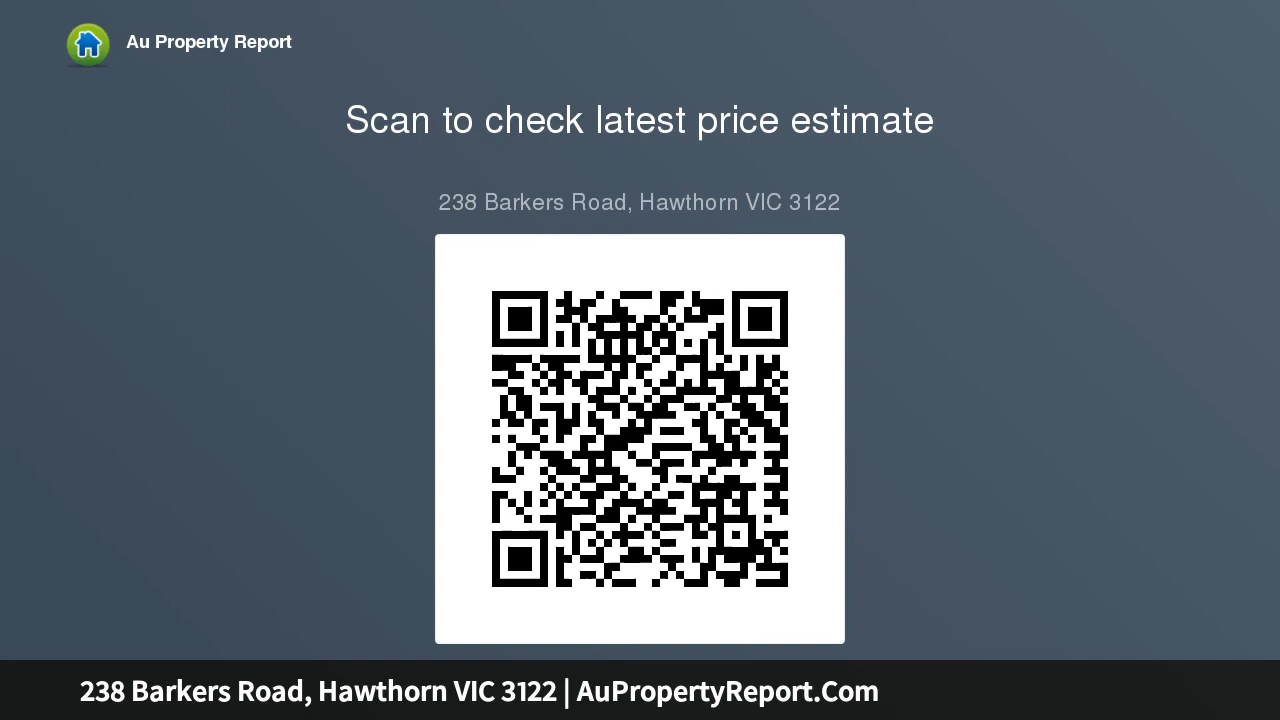 Au Property Report
Scan to check latest price estimate
238 Barkers Road, Hawthorn VIC 3122
238 Barkers Road, Hawthorn VIC 3122 | AuPropertyReport.Com